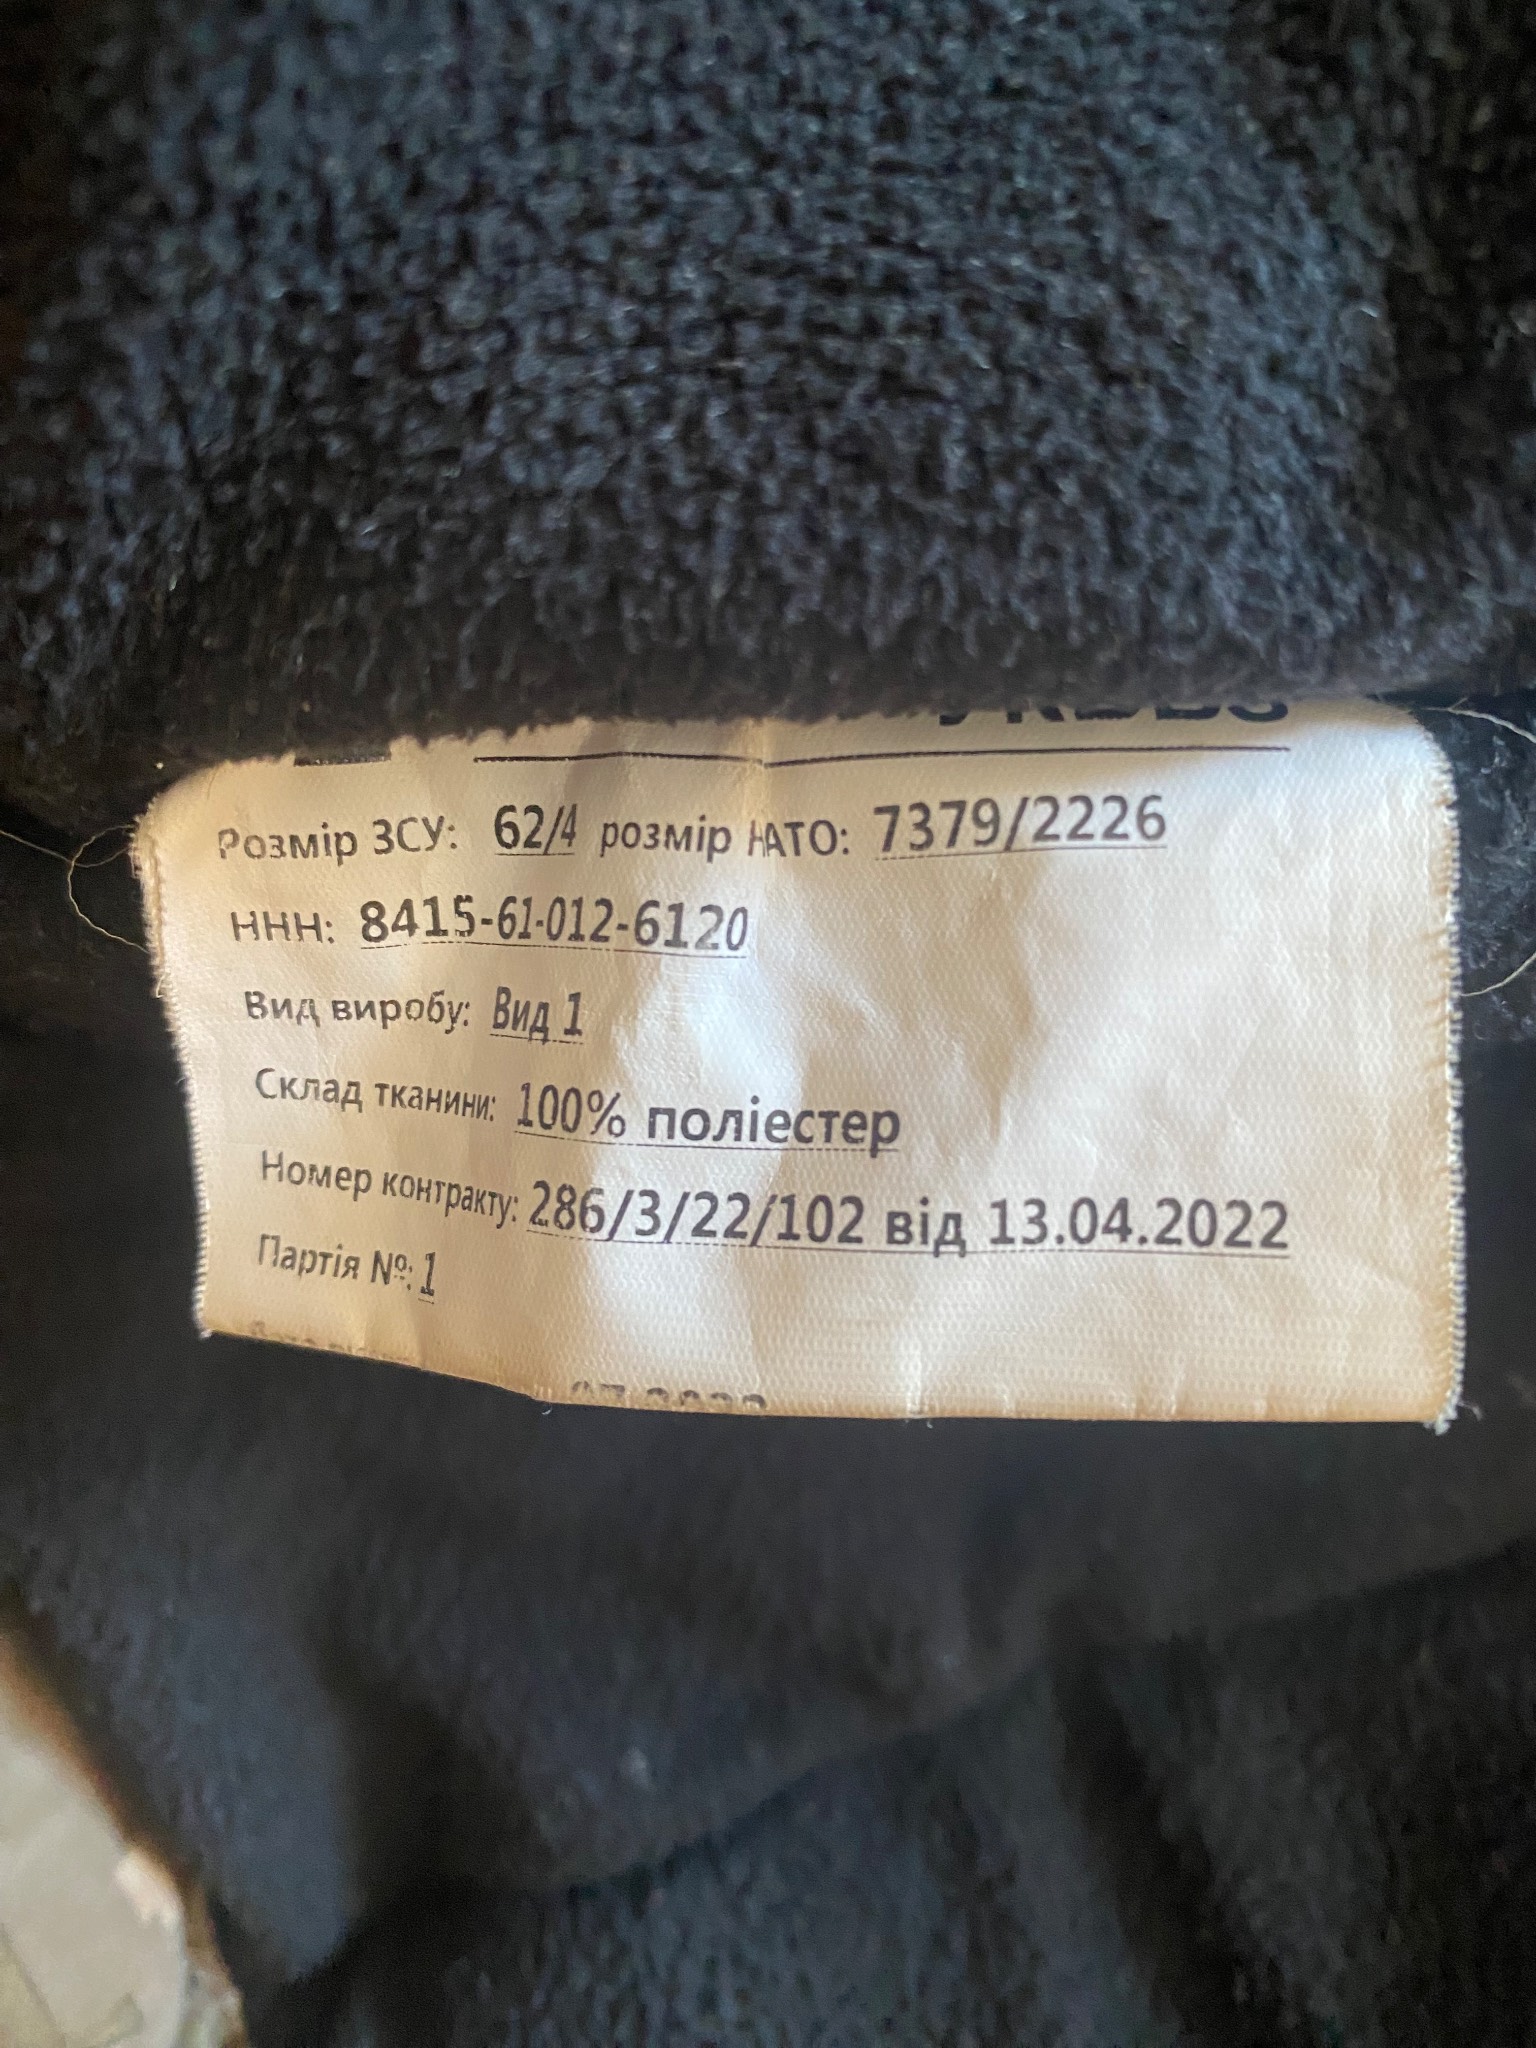 Розмір ЗСУ: 62/4 розмір НАТО: 7379/2226
ННН: 8415-61-012-6120
Вид виробу: Вид 1
Склад тканини: 100% поліестер
Номер контракту: 286/3/22/102 від 13.04.2022
Партія №: 1